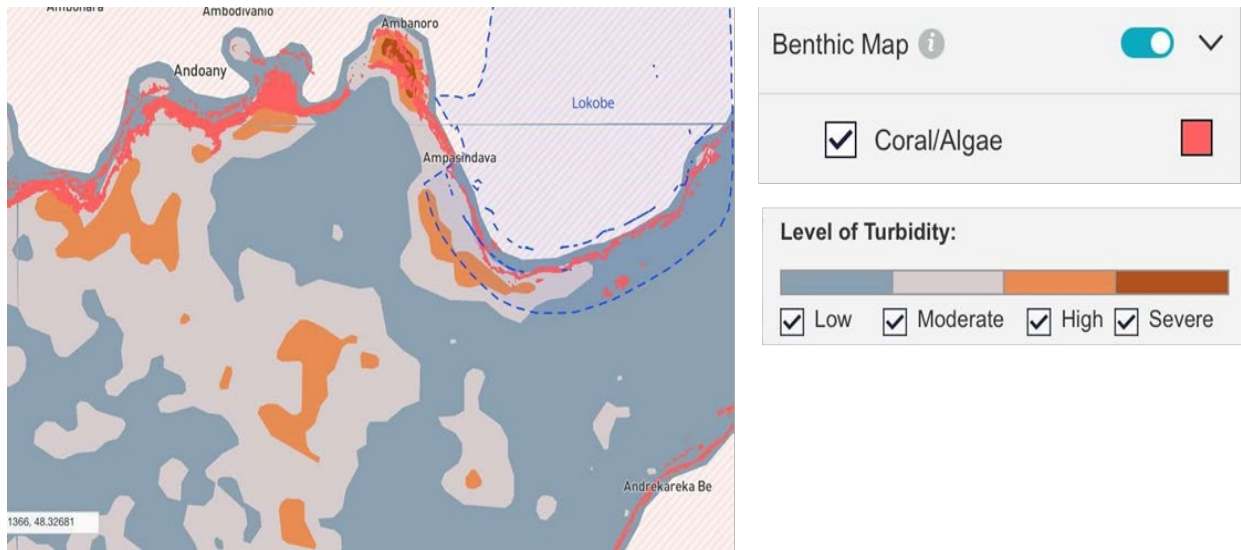 Ambohara
Ambodivanio
Ambanoro
Andoany
Lokobe
Ampasindava
Andrekareka Be
1366, 48.32681
Benthic Map i
Coral/Algae
Level of Turbidity:
Low Moderate High Severe